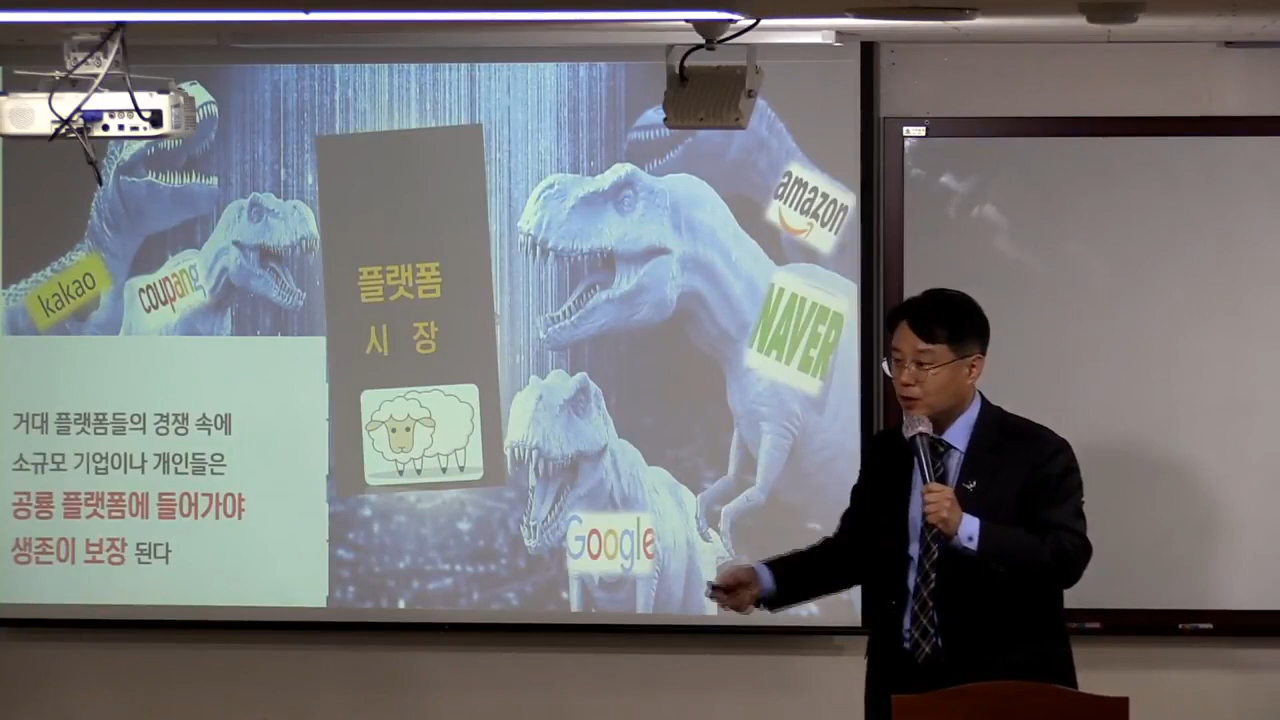 kakao
coupang
플랫폼
시 장
amazon
NAVER
Google
거대 플랫폼들의 경쟁 속에
소규모 기업이나 개인들은
공룡 플랫폼에 들어가야
생존이 보장 된다